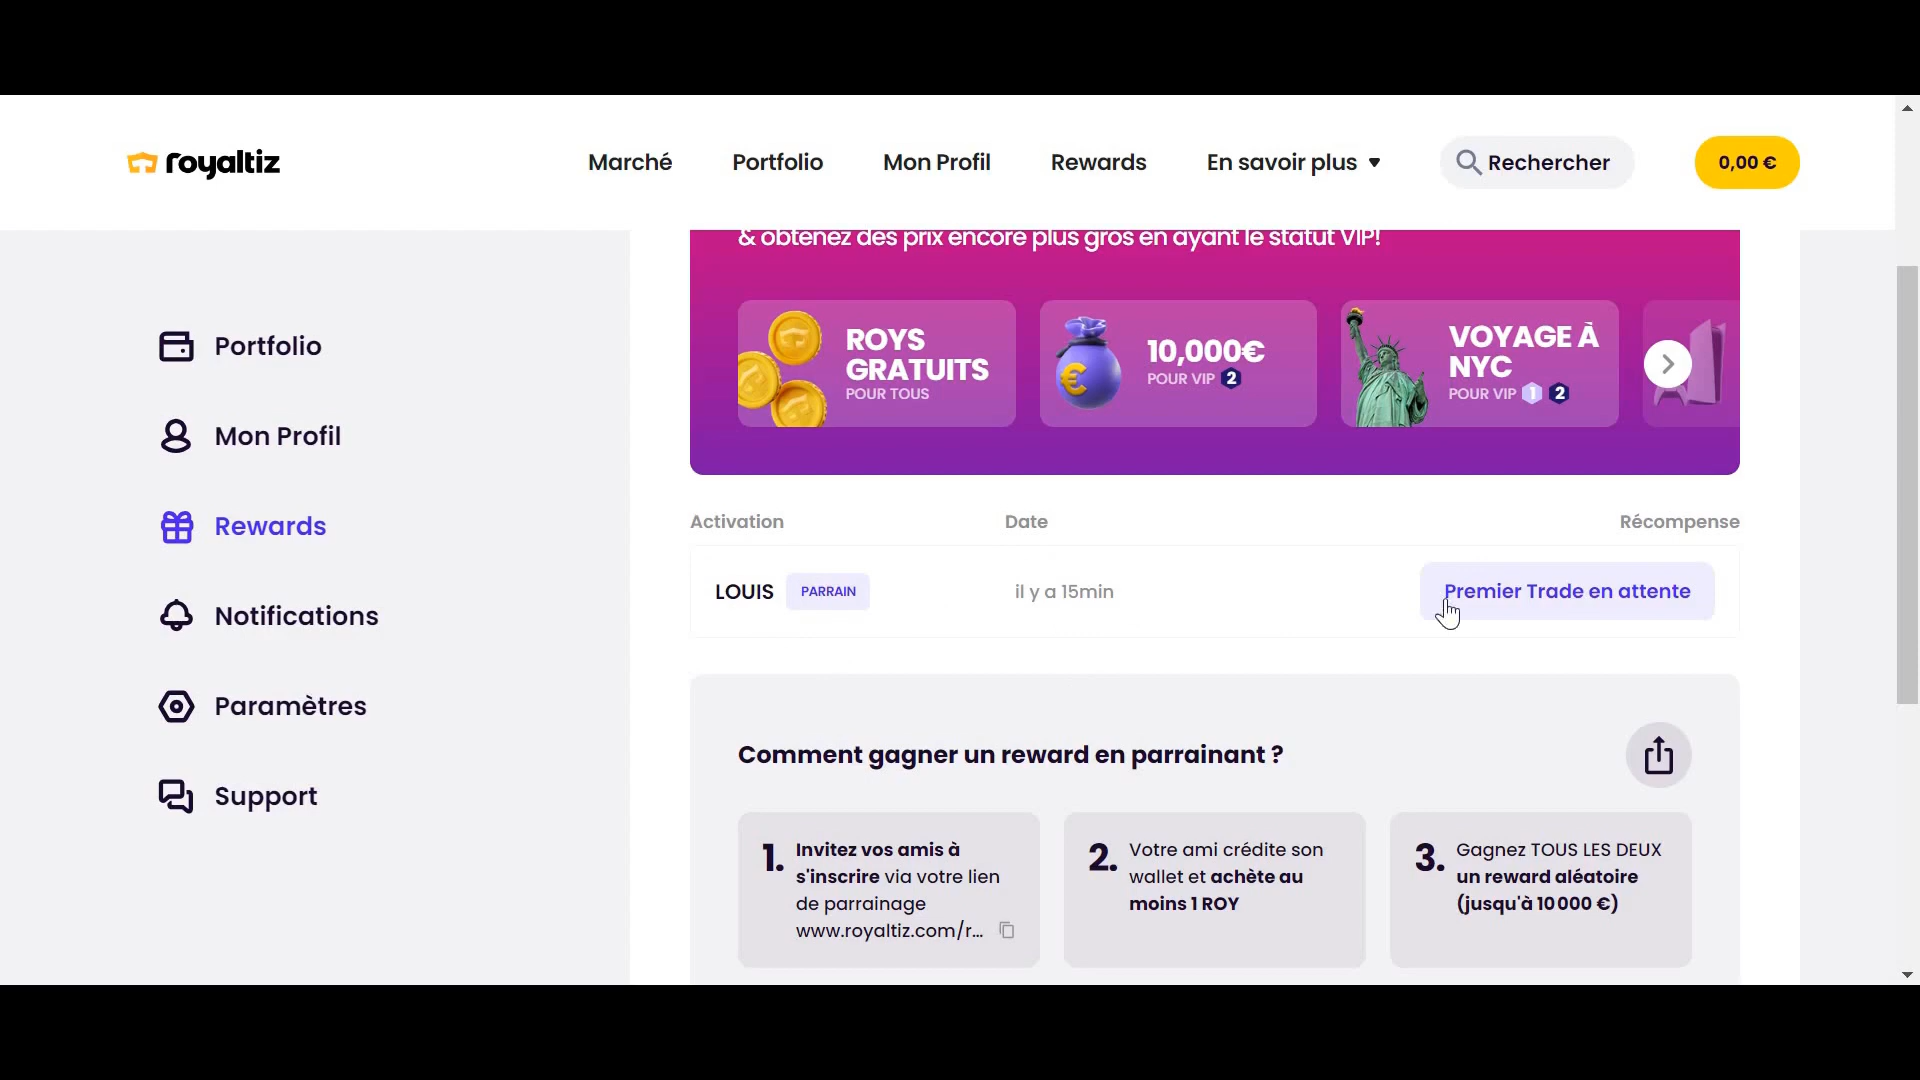 royaltiz
Marché
Portfolio
Mon Profil
Rewards
En savoir plus
Rechercher
0,00 €
& obtenez des prix encore plus gros en ayant le statut VIP!
ROYS
GRATUITS
POUR TOUS
10,000€
POUR VIP 2
VOYAGE À
NYC
POUR VIP 1 2
Portfolio
Mon Profil
Rewards
Notifications
Paramètres
Support
Activation
Date
Récompense
LOUIS
PARRAIN
il y a 15min
Premier Trade en attente
Comment gagner un reward en parrainant ?
1.
Invitez vos amis à
s'inscrire via votre lien
de parrainage
www.royaltiz.com/r...
2.
Votre ami crédite son
wallet et achète au
moins 1 ROY
3.
Gagnez TOUS LES DEUX
un reward aléatoire
(jusqu'à 10 000 €)